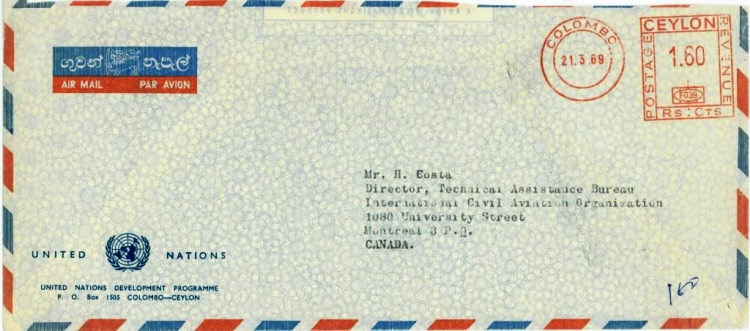 COLOMBO
21.3.69
CEYLON
POSTAGE
REVENUE
1.60
Rs : Cts
ගුවන් තැපැල්
AIR MAIL PAR AVION
Mr. H. Costa
Director, Technical Assistance Bureau
International Civil Aviation Organization
1080 University Street
Montreal 3 P.Q.
CANADA.
UNITED NATIONS
UNITED NATIONS DEVELOPMENT PROGRAMME
P. O. Box 1505 COLOMBO—CEYLON
160